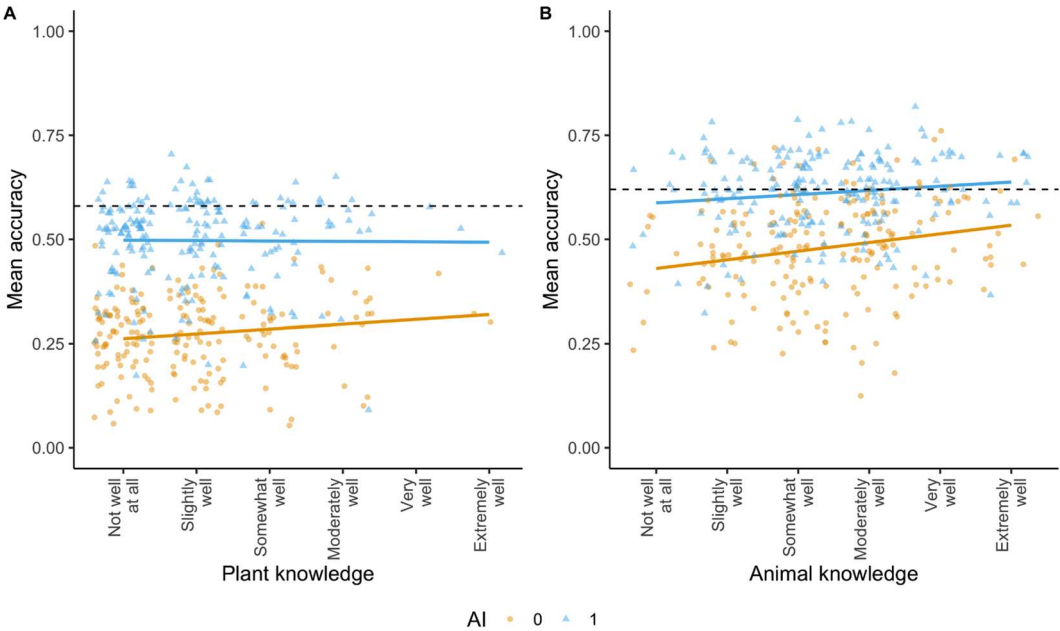 A
Mean accuracy
1.00
0.75
0.50
0.25
0.00
Not well
at all
Slightly
well
Somewhat
well
Moderately
well
Very
well
Extremely
well
Plant knowledge
B
Mean accuracy
1.00
0.75
0.50
0.25
0.00
Not well
at all
Slightly
well
Somewhat
well
Moderately
well
Very
well
Extremely
well
Animal knowledge
AI 0 1